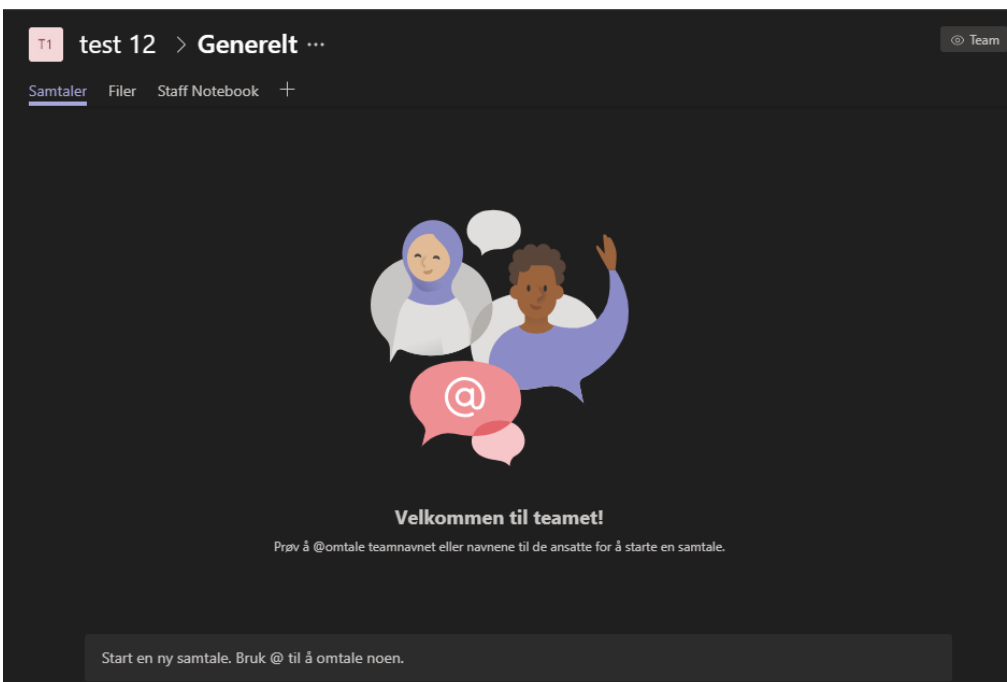 T1 test 12 > Generelt ··· Team
Samtaler Filer Staff Notebook +
@
Velkommen til teamet!
Prøv å @omtale teamnavnet eller navnene til de ansatte for å starte en samtale.
Start en ny samtale. Bruk @ til å omtale noen.